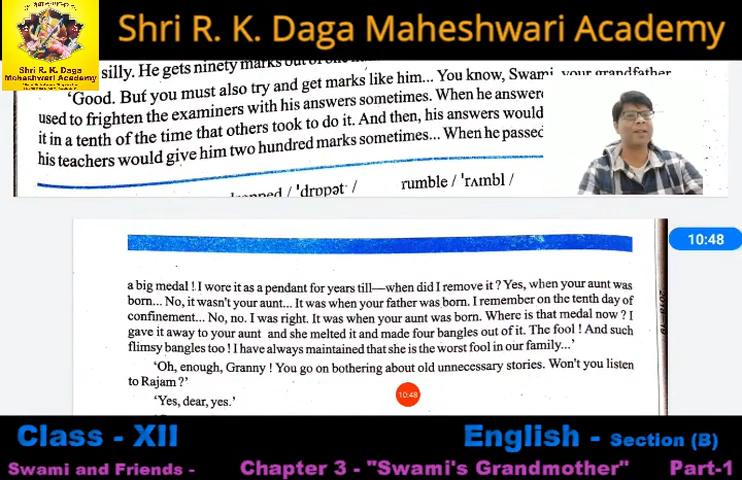 Shri R. K. Daga Maheshwari Academy
Shri R. K. Daga
Maheshwari Academy
silly. He gets ninety marks out of one
'Good. But you must also try and get marks like him... You know, Swami, your grandfather
used to frighten the examiners with his answers sometimes. When he answere
it in a tenth of the time that others took to do it. And then, his answers would
his teachers would give him two hundred marks sometimes... When he passed
/ 'drɒpət /
rumble / 'rʌmbl /
10:48
a big medal ! I wore it as a pendant for years till—when did I remove it ? Yes, when your aunt was
born... No, it wasn't your aunt... It was when your father was born. I remember on the tenth day of
confinement... No, no. I was right. It was when your aunt was born. Where is that medal now ? I
gave it away to your aunt and she melted it and made four bangles out of it. The fool ! And such
flimsy bangles too ! I have always maintained that she is the worst fool in our family...'
'Oh, enough, Granny ! You go on bothering about old unnecessary stories. Won't you listen
to Rajam ?'
10:48
'Yes, dear, yes.'
Class - XII
English - Section (B)
Swami and Friends -
Chapter 3 - "Swami's Grandmother"
Part-1